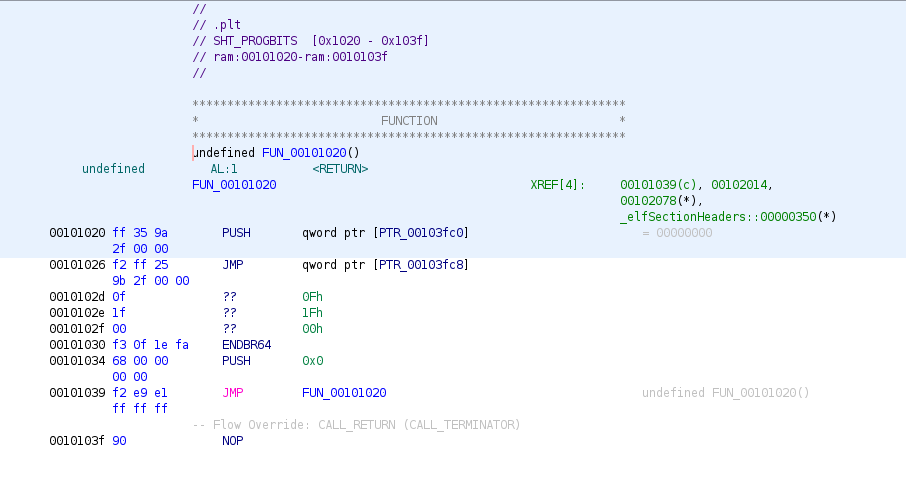 //
// .plt
// SHT_PROGBITS  [0x1020 - 0x103f]
// ram:00101020-ram:0010103f
//
**************************************************************
*                          FUNCTION                          *
**************************************************************
undefined FUN_00101020()
undefined AL:1 <RETURN>
FUN_00101020 XREF[4]: 00101039(c), 00102014,
00102078(*),
_elfSectionHeaders::00000350(*)
00101020 ff 35 9a PUSH qword ptr [PTR_00103fc0] = 00000000
2f 00 00
00101026 f2 ff 25 JMP qword ptr [PTR_00103fc8]
9b 2f 00 00
0010102d 0f ?? 0Fh
0010102e 1f ?? 1Fh
0010102f 00 ?? 00h
00101030 f3 0f 1e fa ENDBR64
00101034 68 00 00 PUSH 0x0
00 00
00101039 f2 e9 e1 JMP FUN_00101020 undefined FUN_00101020()
ff ff ff
-- Flow Override: CALL_RETURN (CALL_TERMINATOR)
0010103f 90 NOP